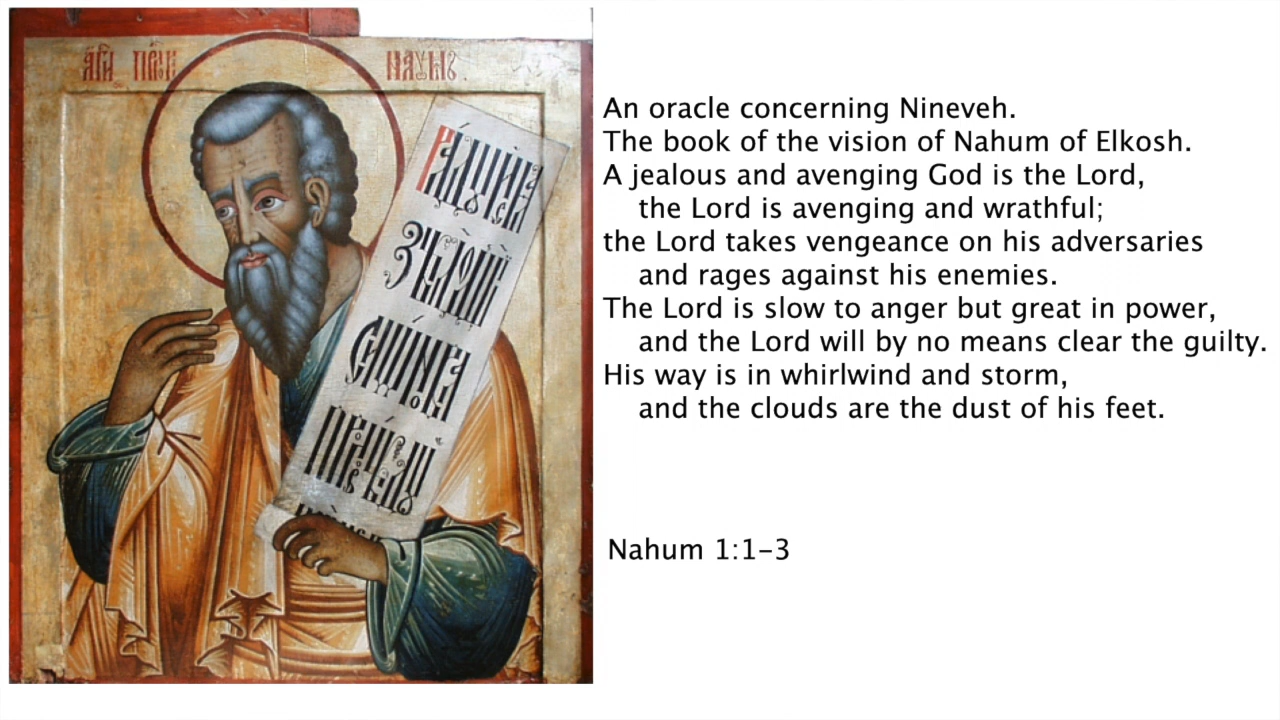 НАУМЪ.
An oracle concerning Nineveh.
The book of the vision of Nahum of Elkosh.
A jealous and avenging God is the Lord,
the Lord is avenging and wrathful;
the Lord takes vengeance on his adversaries
and rages against his enemies.
The Lord is slow to anger but great in power,
and the Lord will by no means clear the guilty.
His way is in whirlwind and storm,
and the clouds are the dust of his feet.
Nahum 1:1-3